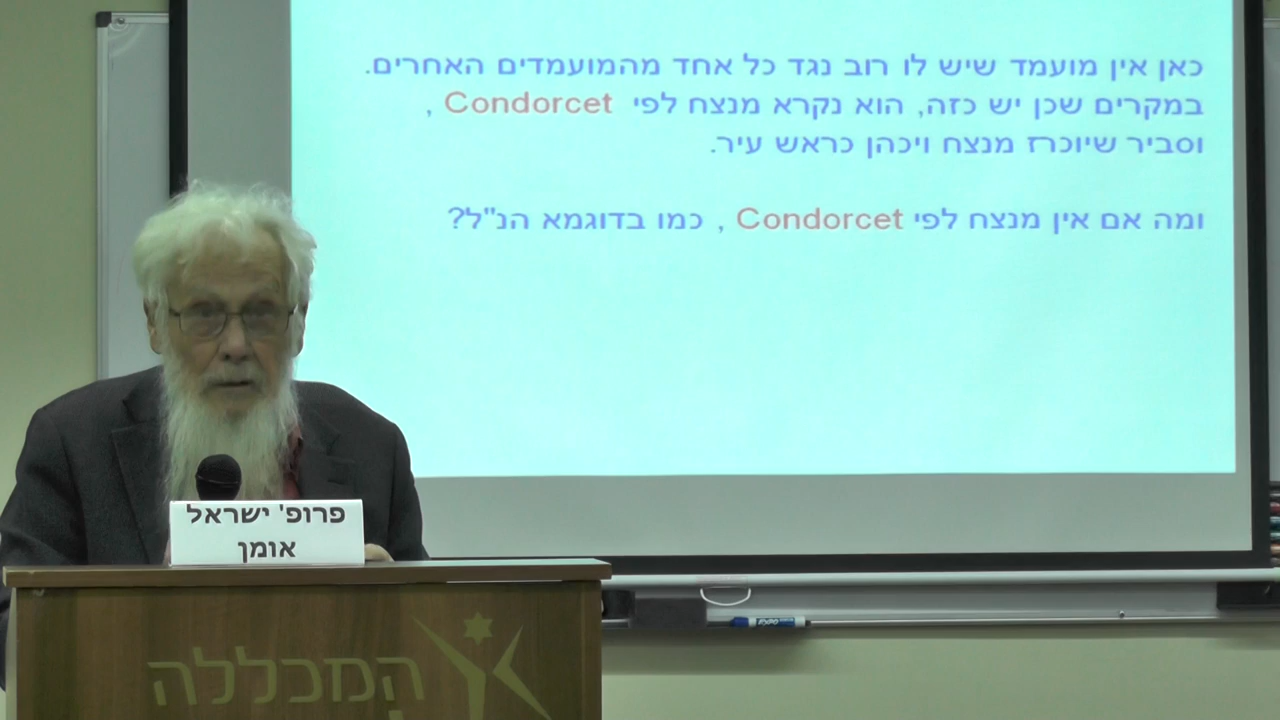 כאן אין מועמד שיש לו רוב נגד כל אחד מהמועמדים האחרים.
במקרים שכן יש כזה, הוא נקרא מנצח לפי Condorcet ,
וסביר שיוכרז מנצח ויכהן כראש עיר.
ומה אם אין מנצח לפי Condorcet , כמו בדוגמא הנ"ל?
פרופ' ישראל
אומן
המכללה
EXPO